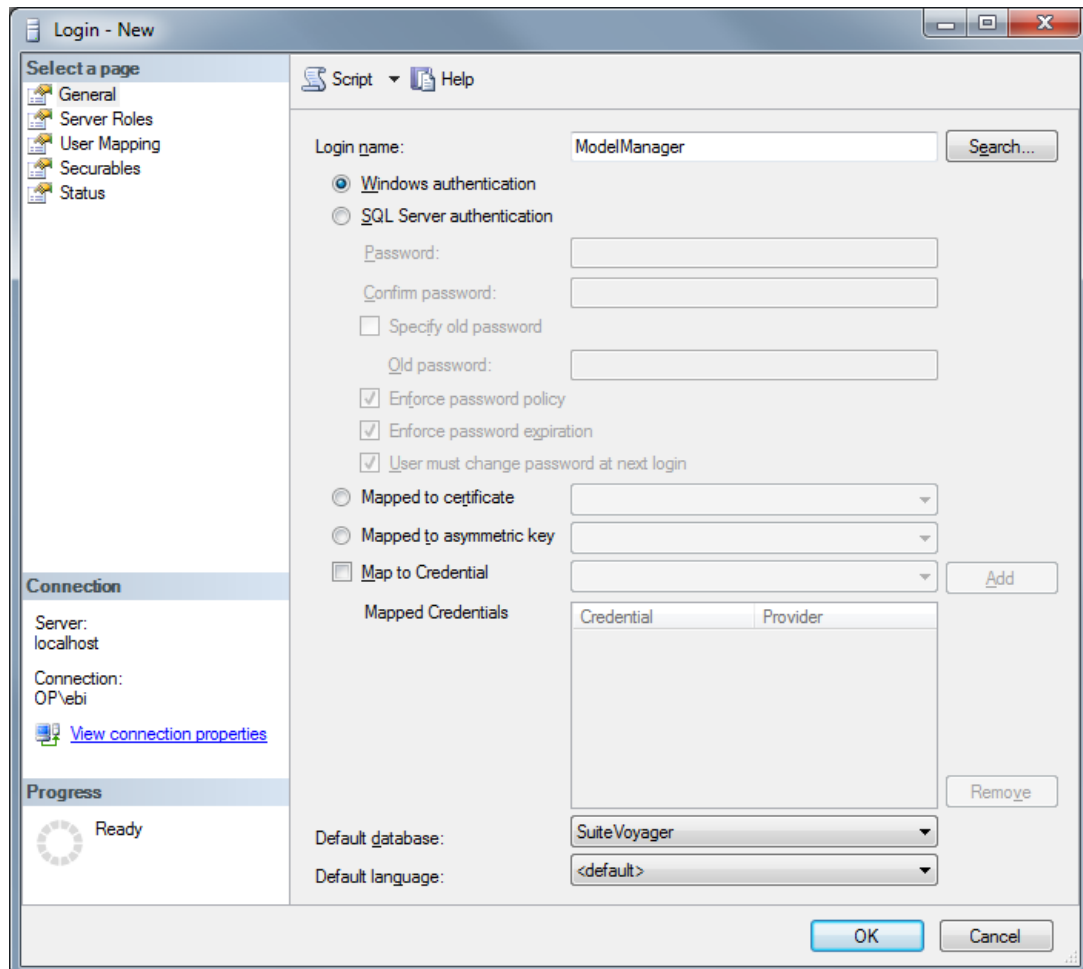 Login - New
Select a page
General
Server Roles
User Mapping
Securables
Status
Connection
Server:
localhost
Connection:
OP\ebi
View connection properties
Progress
Ready
Script Help
Login name: ModelManager Search...
Windows authentication
SQL Server authentication
Password:
Confirm password:
Specify old password
Old password:
Enforce password policy
Enforce password expiration
User must change password at next login
Mapped to certificate
Mapped to asymmetric key
Map to Credential Add
Mapped Credentials Credential Provider
Remove
Default database: SuiteVoyager
Default language: <default>
OK Cancel